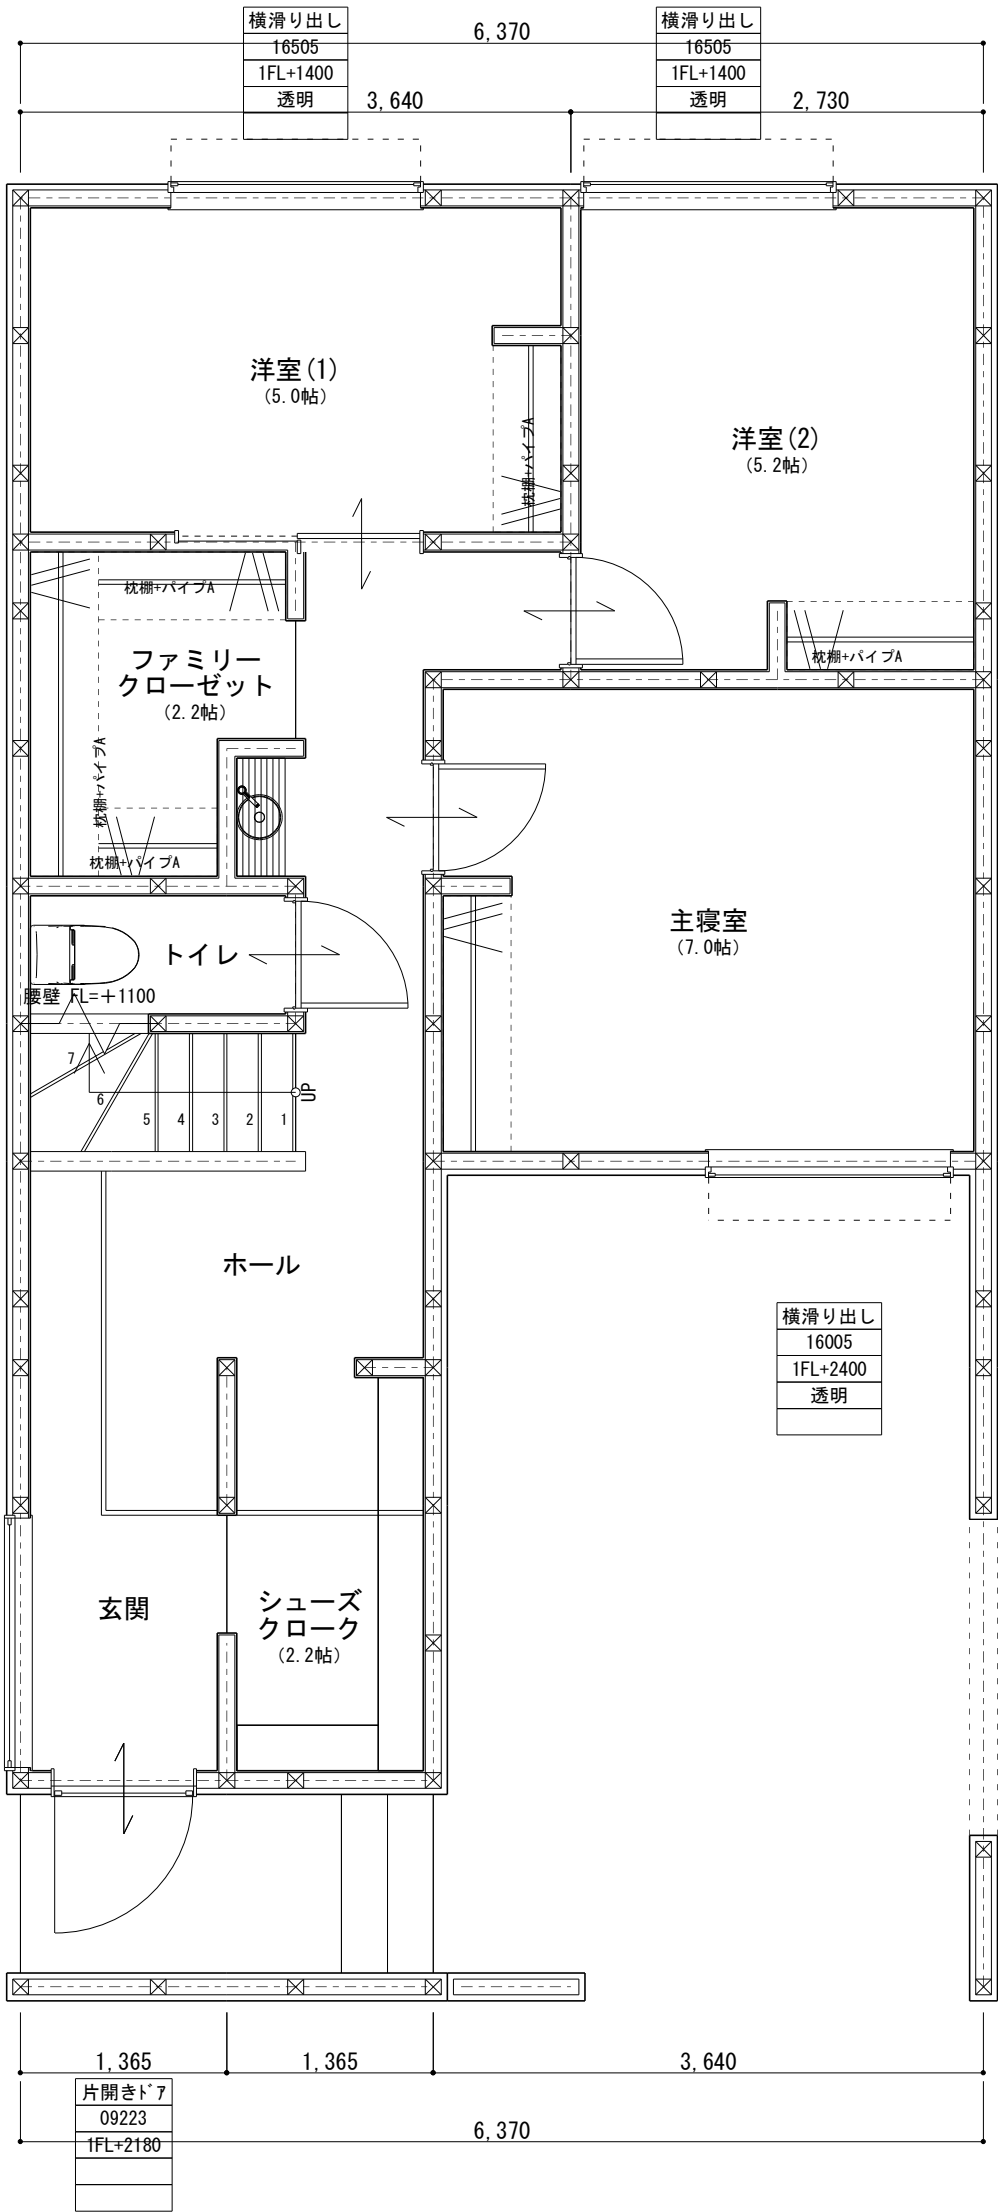 横滑り出し
16505
1FL+1400
透明
横滑り出し
16505
1FL+1400
透明
6,370
3,640
2,730
洋室(1)
(5.0帖)
枕棚+パイプA
洋室(2)
(5.2帖)
枕棚+パイプA
枕棚+パイプA
ファミリー
クローゼット
(2.2帖)
枕棚+パイプA
枕棚+パイプA
主寝室
(7.0帖)
トイレ
腰壁 FL=+1100
7
6
5
4
3
2
1
UP
ホール
横滑り出し
16005
1FL+2400
透明
玄関
シューズ
クローク
(2.2帖)
1,365
1,365
3,640
片開きドア
09223
1FL+2180
6,370